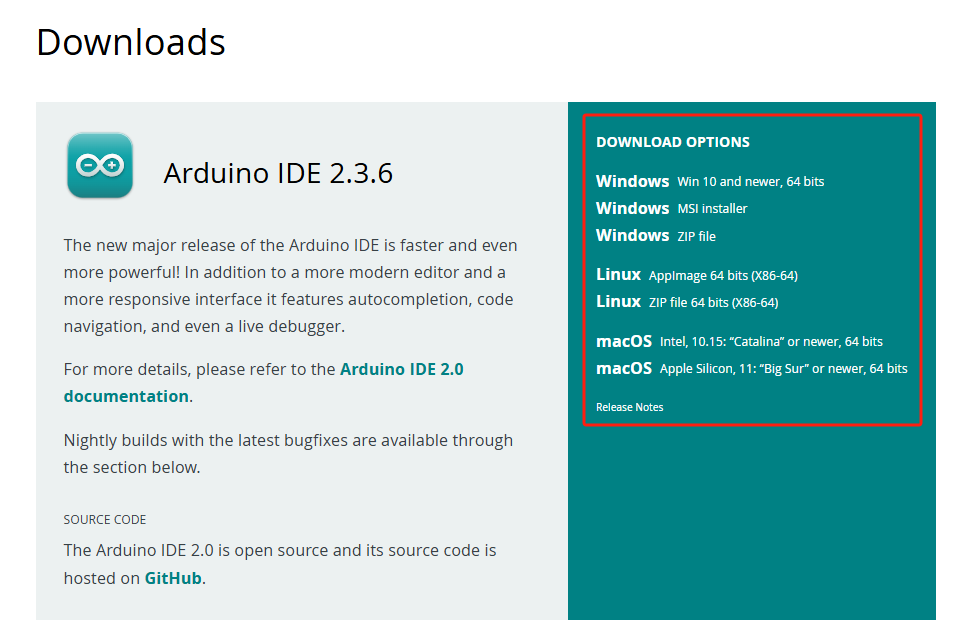 Downloads
Arduino IDE 2.3.6
The new major release of the Arduino IDE is faster and even
more powerful! In addition to a more modern editor and a
more responsive interface it features autocompletion, code
navigation, and even a live debugger.
For more details, please refer to the Arduino IDE 2.0
documentation.
Nightly builds with the latest bugfixes are available through
the section below.
SOURCE CODE
The Arduino IDE 2.0 is open source and its source code is
hosted on GitHub.
DOWNLOAD OPTIONS
Windows Win 10 and newer, 64 bits
Windows MSI installer
Windows ZIP file
Linux AppImage 64 bits (X86-64)
Linux ZIP file 64 bits (X86-64)
macOS Intel, 10.15: “Catalina” or newer, 64 bits
macOS Apple Silicon, 11: “Big Sur” or newer, 64 bits
Release Notes